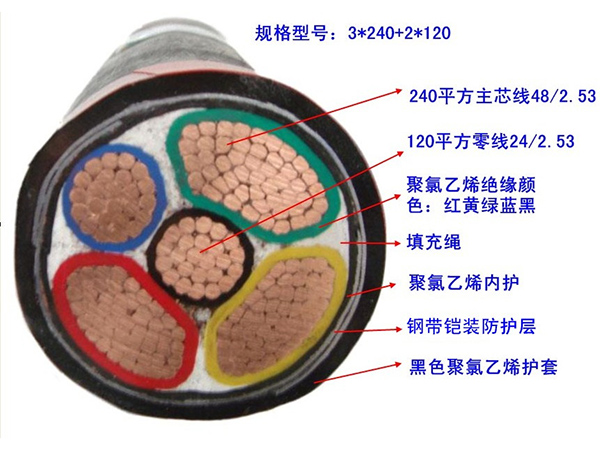 规格型号：3*240+2*120
240平方主芯线48/2.53
120平方零线24/2.53
聚氯乙烯绝缘颜
色：红黄绿蓝黑
填充绳
聚氯乙烯内护
钢带铠装防护层
黑色聚氯乙烯护套